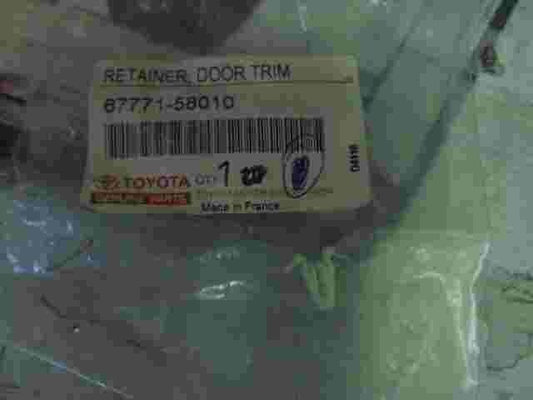 RETAINER, DOOR TRIM
67771-58010
TOYOTA QTY 1
GENUINE PARTS
Made in France